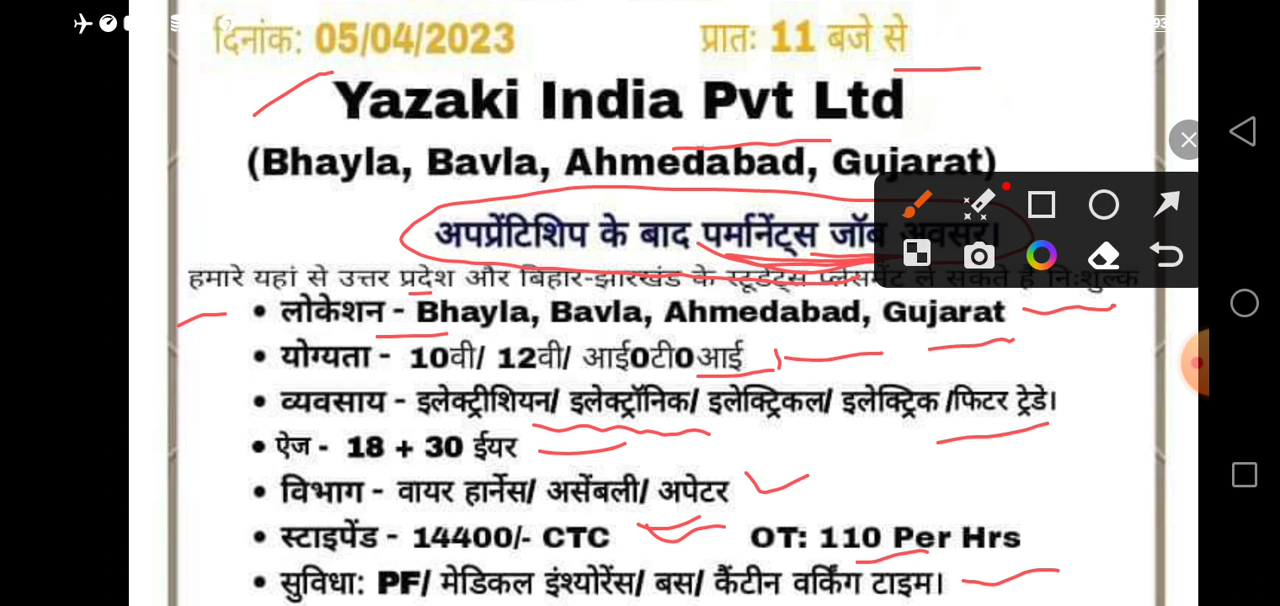 दिनांक: 05/04/2023 प्रातः 11 बजे से
Yazaki India Pvt Ltd
(Bhayla, Bavla, Ahmedabad, Gujarat)
अपप्रेंटिशिप के बाद पर्मानेंट्स जॉब अवसर।
हमारे यहां से उत्तर प्रदेश और बिहार-झारखंड के स्टूडेंट्स प्लेसमेंट ले सकते है निःशुल्क
• लोकेशन - Bhayla, Bavla, Ahmedabad, Gujarat
• योग्यता - 10वी/ 12वी/ आई0टी0आई
• व्यवसाय - इलेक्ट्रीशियन/ इलेक्ट्रॉनिक/ इलेक्ट्रिकल/ इलेक्ट्रिक /फिटर ट्रेडे।
• ऐज - 18 + 30 ईयर
• विभाग - वायर हार्नेस/ असेंबली/ अपेटर
• स्टाइपेंड - 14400/- CTC OT: 110 Per Hrs
• सुविधा: PF/ मेडिकल इंश्योरेंस/ बस/ कैंटीन वर्किंग टाइम।